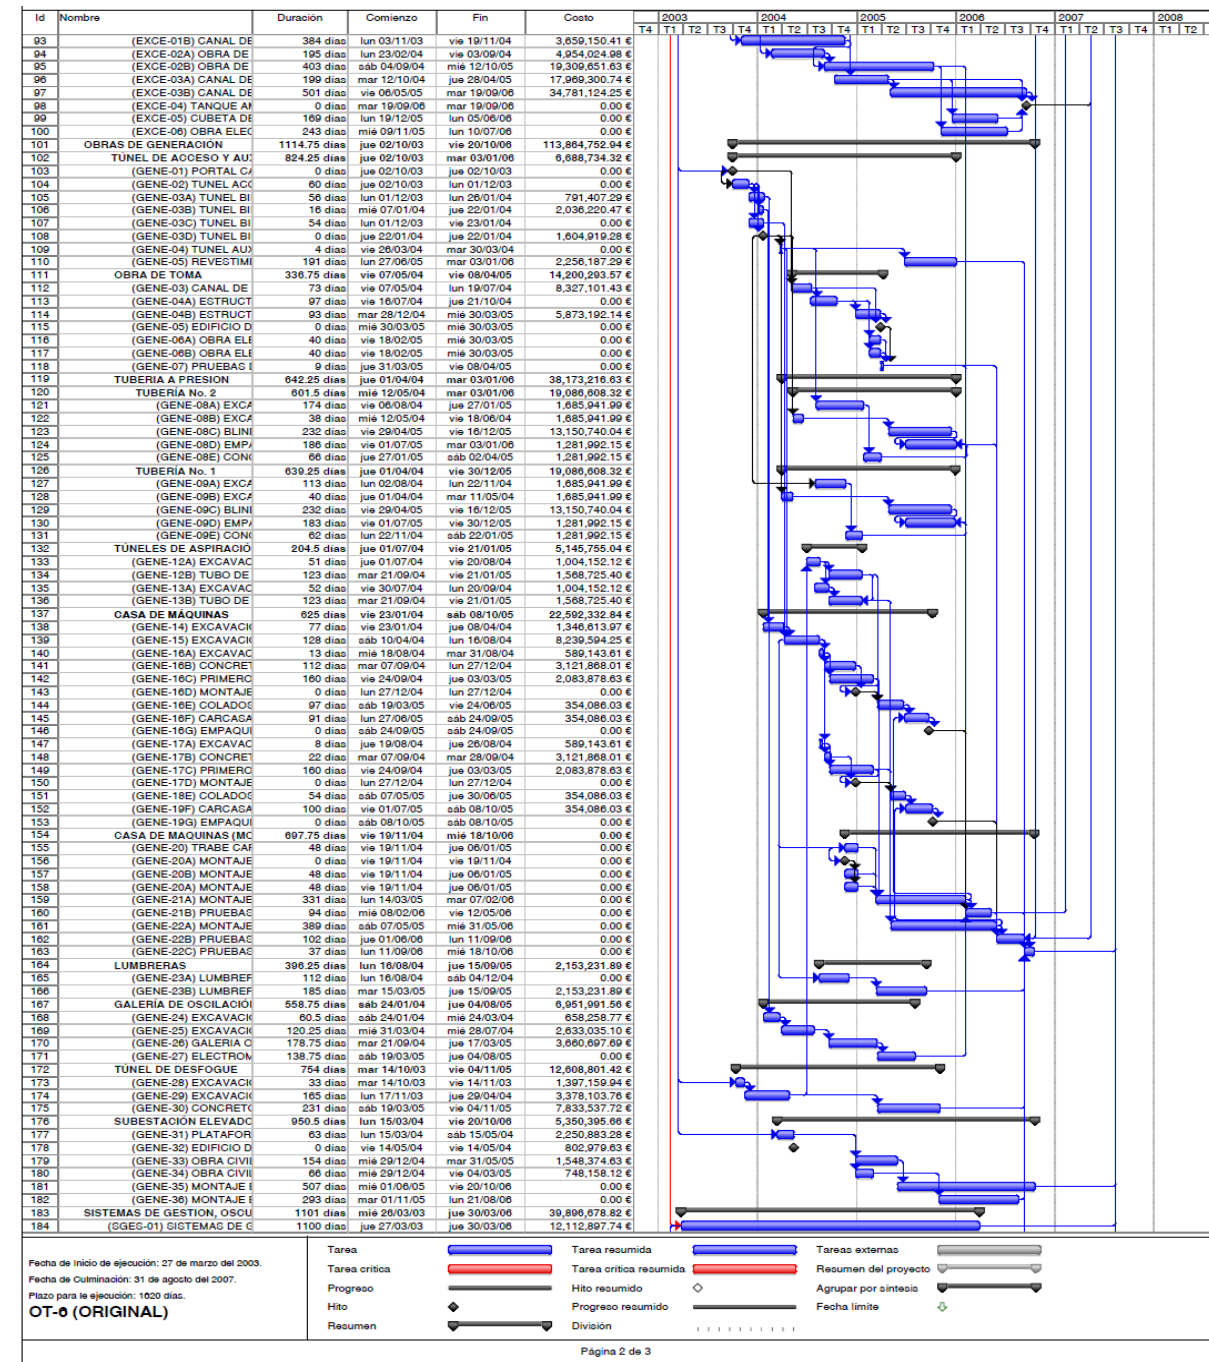 Id Nombre Duración Comienzo Fin Costo 2003 2004 2005 2006 2007 2008
T4 T1 T2 T3 T4 T1 T2 T3 T4 T1 T2 T3 T4 T1 T2 T3 T4 T1 T2 T3 T4 T1 T2
93 (EXCE-01B) CANAL DE 384 días lun 03/11/03 vie 19/11/04 3,659,150.41 €
94 (EXCE-02A) OBRA DE 195 días lun 23/02/04 vie 03/09/04 4,954,024.98 €
95 (EXCE-02B) OBRA DE 403 días sáb 04/09/04 mié 12/10/05 19,309,651.63 €
96 (EXCE-03A) CANAL DE 199 días mar 12/10/04 jue 28/04/05 17,969,300.74 €
97 (EXCE-03B) CANAL DE 501 días vie 06/05/05 mar 19/09/06 34,781,124.25 €
98 (EXCE-04) TANQUE AM 0 días mar 19/09/06 mar 19/09/06 0.00 €
99 (EXCE-05) CUBETA DE 169 días lun 19/12/05 lun 05/06/06 0.00 €
100 (EXCE-06) OBRA ELEC 243 días mié 09/11/05 lun 10/07/06 0.00 €
101 OBRAS DE GENERACIÓN 1114.75 días jue 02/10/03 vie 20/10/06 113,864,752.94 €
102 TÚNEL DE ACCESO Y AUX 824.25 días jue 02/10/03 mar 03/01/06 6,688,734.32 €
103 (GENE-01) PORTAL CA 0 días jue 02/10/03 jue 02/10/03 0.00 €
104 (GENE-02) TUNEL ACC 60 días jue 02/10/03 lun 01/12/03 0.00 €
105 (GENE-03A) TUNEL BI 56 días lun 01/12/03 lun 26/01/04 791,407.29 €
106 (GENE-03B) TUNEL BI 16 días mié 07/01/04 jue 22/01/04 2,036,220.47 €
107 (GENE-03C) TUNEL BI 54 días lun 01/12/03 vie 23/01/04 0.00 €
108 (GENE-03D) TUNEL BI 0 días jue 22/01/04 jue 22/01/04 1,604,919.28 €
109 (GENE-04) TUNEL AUX 4 días vie 26/03/04 mar 30/03/04 0.00 €
110 (GENE-05) REVESTIMI 191 días lun 27/06/05 mar 03/01/06 2,256,187.29 €
111 OBRA DE TOMA 336.75 días vie 07/05/04 vie 08/04/05 14,200,293.57 €
112 (GENE-03) CANAL DE 73 días vie 07/05/04 lun 19/07/04 8,327,101.43 €
113 (GENE-04A) ESTRUCT 97 días vie 16/07/04 jue 21/10/04 0.00 €
114 (GENE-04B) ESTRUCT 93 días mar 28/12/04 mié 30/03/05 5,873,192.14 €
115 (GENE-05) EDIFICIO D 0 días mié 30/03/05 mié 30/03/05 0.00 €
116 (GENE-06A) OBRA ELE 40 días vie 18/02/05 mié 30/03/05 0.00 €
117 (GENE-06B) OBRA ELE 40 días vie 18/02/05 mié 30/03/05 0.00 €
118 (GENE-07) PRUEBAS 9 días jue 31/03/05 vie 08/04/05 0.00 €
119 TUBERIA A PRESION 642.25 días jue 01/04/04 mar 03/01/06 38,173,216.63 €
120 TUBERÍA No. 2 601.5 días mié 12/05/04 mar 03/01/06 19,086,608.32 €
121 (GENE-08A) EXCA 174 días vie 06/08/04 jue 27/01/05 1,685,941.99 €
122 (GENE-08B) EXCA 38 días mié 12/05/04 vie 18/06/04 1,685,941.99 €
123 (GENE-08C) BLINI 232 días vie 29/04/05 vie 16/12/05 13,150,740.04 €
124 (GENE-08D) EMPA 186 días vie 01/07/05 mar 03/01/06 1,281,992.15 €
125 (GENE-08E) CONC 66 días jue 27/01/05 sáb 02/04/05 1,281,992.15 €
126 TUBERÍA No. 1 639.25 días jue 01/04/04 vie 30/12/05 19,086,608.32 €
127 (GENE-09A) EXCA 113 días lun 02/08/04 lun 22/11/04 1,685,941.99 €
128 (GENE-09B) EXCA 40 días jue 01/04/04 mar 11/05/04 1,685,941.99 €
129 (GENE-09C) BLINI 232 días vie 29/04/05 vie 16/12/05 13,150,740.04 €
130 (GENE-09D) EMPA 183 días vie 01/07/05 vie 30/12/05 1,281,992.15 €
131 (GENE-09E) CONC 62 días lun 22/11/04 sáb 22/01/05 1,281,992.15 €
132 TÚNELES DE ASPIRACIÓ 204.5 días jue 01/07/04 vie 21/01/05 5,145,755.04 €
133 (GENE-12A) EXCAVAC 51 días jue 01/07/04 vie 20/08/04 1,004,152.12 €
134 (GENE-12B) TUBO DE 123 días mar 21/09/04 vie 21/01/05 1,568,725.40 €
135 (GENE-13A) EXCAVAC 52 días vie 30/07/04 lun 20/09/04 1,004,152.12 €
136 (GENE-13B) TUBO DE 123 días mar 21/09/04 vie 21/01/05 1,568,725.40 €
137 CASA DE MÁQUINAS 625 días vie 23/01/04 sáb 08/10/05 22,592,332.84 €
138 (GENE-14) EXCAVACI 77 días vie 23/01/04 jue 08/04/04 1,346,613.97 €
139 (GENE-15) EXCAVACI 128 días sáb 10/04/04 lun 16/08/04 8,239,594.25 €
140 (GENE-16A) EXCAVAC 13 días mié 18/08/04 mar 31/08/04 589,143.61 €
141 (GENE-16B) CONCRET 112 días mar 07/09/04 lun 27/12/04 3,121,868.01 €
142 (GENE-16C) PRIMERO 160 días vie 24/09/04 jue 03/03/05 2,083,878.63 €
143 (GENE-16D) MONTAJE 0 días lun 27/12/04 lun 27/12/04 0.00 €
144 (GENE-16E) COLADOS 97 días sáb 19/03/05 vie 24/06/05 354,086.03 €
145 (GENE-16F) CARCASA 91 días lun 27/06/05 sáb 24/09/05 354,086.03 €
146 (GENE-16G) EMPAQUI 0 días sáb 24/09/05 sáb 24/09/05 0.00 €
147 (GENE-17A) EXCAVAC 8 días jue 19/08/04 jue 26/08/04 589,143.61 €
148 (GENE-17B) CONCRET 22 días mar 07/09/04 mar 28/09/04 3,121,868.01 €
149 (GENE-17C) PRIMERO 160 días vie 24/09/04 jue 03/03/05 2,083,878.63 €
150 (GENE-17D) MONTAJE 0 días lun 27/12/04 lun 27/12/04 0.00 €
151 (GENE-18E) COLADOS 54 días sáb 07/05/05 jue 30/06/05 354,086.03 €
152 (GENE-19F) CARCASA 100 días vie 01/07/05 sáb 08/10/05 354,086.03 €
153 (GENE-19G) EMPAQUI 0 días sáb 08/10/05 sáb 08/10/05 0.00 €
154 CASA DE MAQUINAS (MO 697.75 días vie 19/11/04 mié 18/10/06 0.00 €
155 (GENE-20) TRABE CAR 48 días vie 19/11/04 jue 06/01/05 0.00 €
156 (GENE-20A) MONTAJE 0 días vie 19/11/04 vie 19/11/04 0.00 €
157 (GENE-20B) MONTAJE 48 días vie 19/11/04 jue 06/01/05 0.00 €
158 (GENE-20A) MONTAJE 48 días vie 19/11/04 jue 06/01/05 0.00 €
159 (GENE-21A) MONTAJE 331 días lun 14/03/05 mar 07/02/06 0.00 €
160 (GENE-21B) PRUEBAS 94 días mié 08/02/06 vie 12/05/06 0.00 €
161 (GENE-22A) MONTAJE 389 días sáb 07/05/05 mié 31/05/06 0.00 €
162 (GENE-22B) PRUEBAS 102 días jue 01/06/06 lun 11/09/06 0.00 €
163 (GENE-22C) PRUEBAS 37 días lun 11/09/06 mié 18/10/06 0.00 €
164 LUMBRERAS 396.25 días lun 16/08/04 jue 15/09/05 2,153,231.89 €
165 (GENE-23A) LUMBREF 112 días lun 16/08/04 sáb 04/12/04 0.00 €
166 (GENE-23B) LUMBREF 185 días mar 15/03/05 jue 15/09/05 2,153,231.89 €
167 GALERÍA DE OSCILACIÓI 558.75 días sáb 24/01/04 jue 04/08/05 6,951,991.56 €
168 (GENE-24) EXCAVACI 60.5 días sáb 24/01/04 mié 24/03/04 658,258.77 €
169 (GENE-25) EXCAVACI 120.25 días mié 31/03/04 mié 28/07/04 2,633,035.10 €
170 (GENE-26) GALERIA O 178.75 días mar 21/09/04 jue 17/03/05 3,660,697.69 €
171 (GENE-27) ELECTROM 138.75 días sáb 19/03/05 jue 04/08/05 0.00 €
172 TÚNEL DE DESFOGUE 754 días mar 14/10/03 vie 04/11/05 12,608,801.42 €
173 (GENE-28) EXCAVACI 33 días mar 14/10/03 vie 14/11/03 1,397,159.94 €
174 (GENE-29) EXCAVACI 165 días lun 17/11/03 jue 29/04/04 3,378,103.76 €
175 (GENE-30) CONCRETO 231 días sáb 19/03/05 vie 04/11/05 7,833,537.72 €
176 SUBESTACIÓN ELEVADO 950.5 días lun 15/03/04 vie 20/10/06 5,350,395.66 €
177 (GENE-31) PLATAFOR 63 días lun 15/03/04 sáb 15/05/04 2,250,883.28 €
178 (GENE-32) EDIFICIO D 0 días vie 14/05/04 vie 14/05/04 802,979.63 €
179 (GENE-33) OBRA CIVII 154 días mié 29/12/04 mar 31/05/05 1,548,374.63 €
180 (GENE-34) OBRA CIVII 66 días mié 29/12/04 vie 04/03/05 748,158.12 €
181 (GENE-35) MONTAJE E 507 días mié 01/06/05 vie 20/10/06 0.00 €
182 (GENE-36) MONTAJE E 293 días mar 01/11/05 lun 21/08/06 0.00 €
183 SISTEMAS DE GESTION, OSCU 1101 días mié 26/03/03 jue 30/03/06 39,896,678.82 €
184 (SGES-01) SISTEMAS DE G 1100 días jue 27/03/03 jue 30/03/06 12,112,897.74 €
Fecha de Inicio de ejecución: 27 de marzo del 2003.
Fecha de Culminación: 31 de agosto del 2007.
Plazo para le ejecución: 1620 días.
OT-6 (ORIGINAL)
Tarea Tarea resumida Tareas externas
Tarea crítica Tarea crítica resumida Resumen del proyecto
Progreso Hito resumido Agrupar por síntesis
Hito Progreso resumido Fecha límite
Resumen División
Página 2 de 3